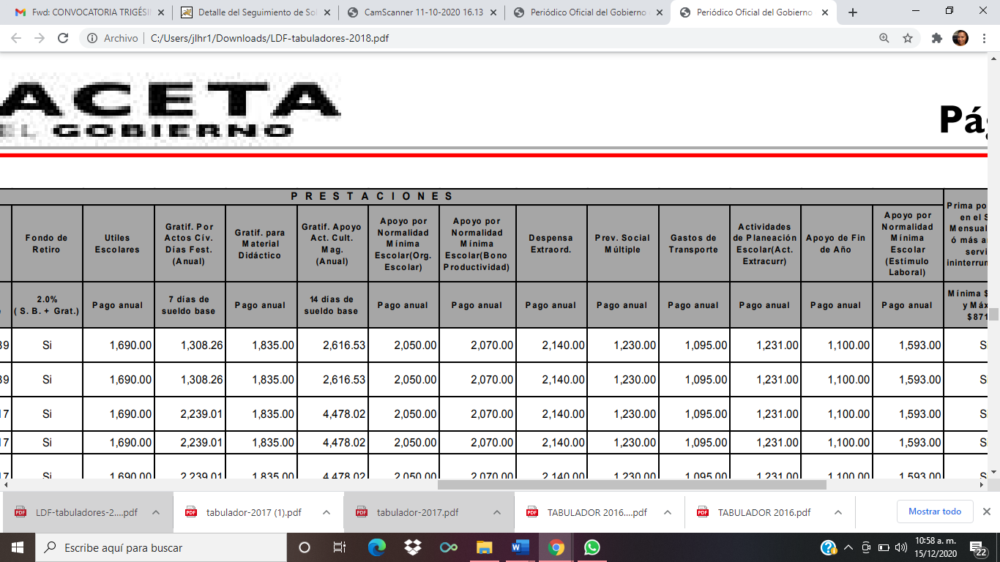 Fwd: CONVOCATORIA TRIGÉSI
Detalle del Seguimiento de Sol
CamScanner 11-10-2020 16.13
Periódico Oficial del Gobierno
Periódico Oficial del Gobierno
Archivo
C:/Users/jlhr1/Downloads/LDF-tabuladores-2018.pdf
ACETA
EL GOBIERNO
Pág
PRESTACIONES
Fondo de
Retiro
Utiles
Escolares
Gratif. Por
Actos Cív.
Días Fest.
(Anual)
Gratif. para
Material
Didáctico
Gratif. Apoyo
Act. Cult.
Mag.
(Anual)
Apoyo por
Normalidad
Mínima
Escolar(Org.
Escolar)
Apoyo por
Normalidad
Mínima
Escolar(Bono
Productividad)
Despensa
Extraord.
Prev. Social
Múltiple
Gastos de
Transporte
Actividades
de Planeación
Escolar(Act.
Extracurr)
Apoyo de Fin
de Año
Apoyo por
Normalidad
Mínima
Escolar
(Estímulo
Laboral)
Prima po
en el S
Mensual
ó más a
servi
ininterrun
2.0%
( S. B. + Grat.)
Pago anual
7 días de
sueldo base
Pago anual
14 días de
sueldo base
Pago anual
Pago anual
Pago anual
Pago anual
Pago anual
Pago anual
Pago anual
Pago anual
Mínima $
y Máx
$871
39 Si 1,690.00 1,308.26 1,835.00 2,616.53 2,050.00 2,070.00 2,140.00 1,230.00 1,095.00 1,231.00 1,100.00 1,593.00 S
39 Si 1,690.00 1,308.26 1,835.00 2,616.53 2,050.00 2,070.00 2,140.00 1,230.00 1,095.00 1,231.00 1,100.00 1,593.00 S
17 Si 1,690.00 2,239.01 1,835.00 4,478.02 2,050.00 2,070.00 2,140.00 1,230.00 1,095.00 1,231.00 1,100.00 1,593.00 S
17 Si 1,690.00 2,239.01 1,835.00 4,478.02 2,050.00 2,070.00 2,140.00 1,230.00 1,095.00 1,231.00 1,100.00 1,593.00 S
17 Si 1,690.00 2,239.01 1,835.00 4,478.02 2,050.00 2,070.00 2,140.00 1,230.00 1,095.00 1,231.00 1,100.00 1,593.00 S
LDF-tabuladores-2....pdf
tabulador-2017 (1).pdf
tabulador-2017.pdf
TABULADOR 2016....pdf
TABULADOR 2016.pdf
Mostrar todo
Escribe aquí para buscar
10:58 a. m.
15/12/2020
22